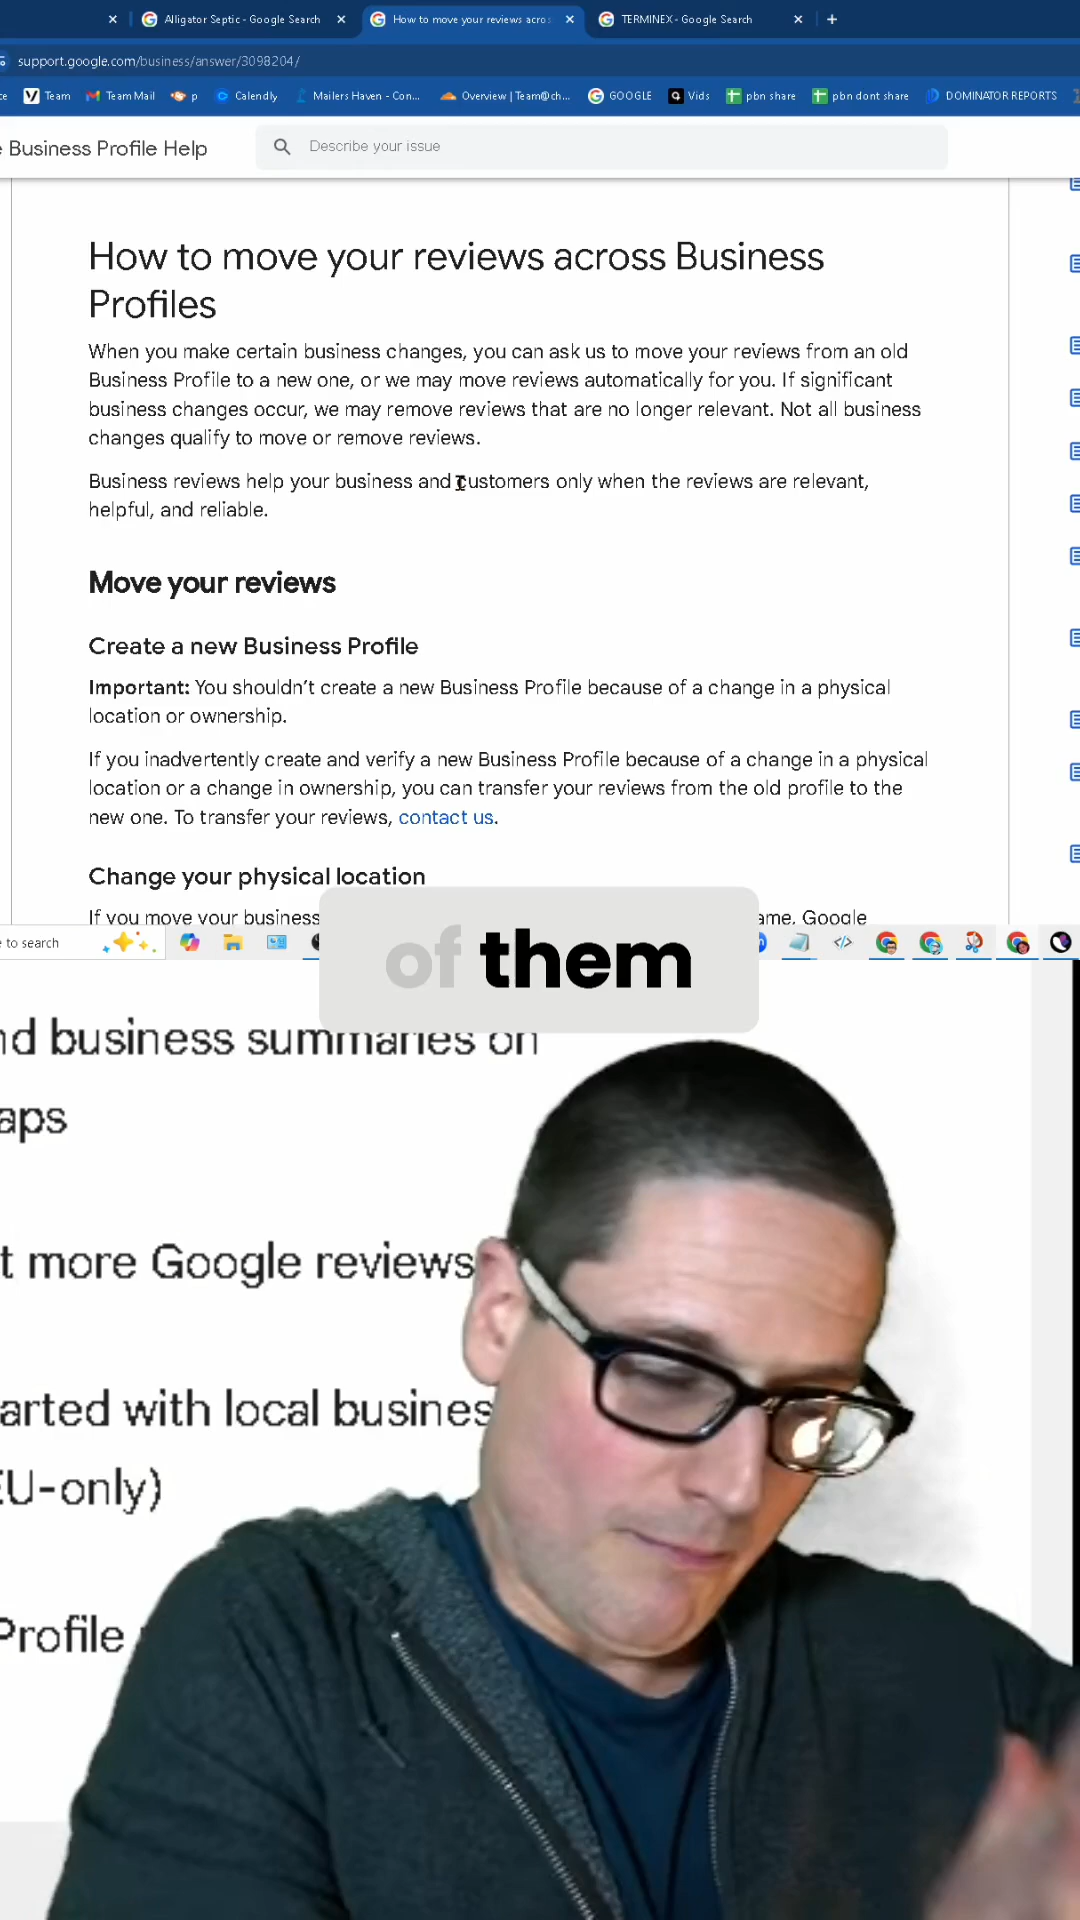 Alligator Septic - Google Search
How to move your reviews acro
TERMINEX - Google Search
support.google.com/business/answer/3098204/
Team
Team Mail
p
Calendly
Mailers Haven - Con...
Overview | Team@ch...
GOOGLE
Vids
pbn share
pbn dont share
DOMINATOR REPORTS
Business Profile Help
Describe your issue
How to move your reviews across Business
Profiles
When you make certain business changes, you can ask us to move your reviews from an old
Business Profile to a new one, or we may move reviews automatically for you. If significant
business changes occur, we may remove reviews that are no longer relevant. Not all business
changes qualify to move or remove reviews.
Business reviews help your business and customers only when the reviews are relevant,
helpful, and reliable.
Move your reviews
Create a new Business Profile
Important: You shouldn't create a new Business Profile because of a change in a physical
location or ownership.
If you inadvertently create and verify a new Business Profile because of a change in a physical
location or a change in ownership, you can transfer your reviews from the old profile to the
new one. To transfer your reviews, contact us.
Change your physical location
If you move your business ame, Google
e to search
of them
nd business summaries on
aps
t more Google reviews
arted with local busines
EU-only)
Profile